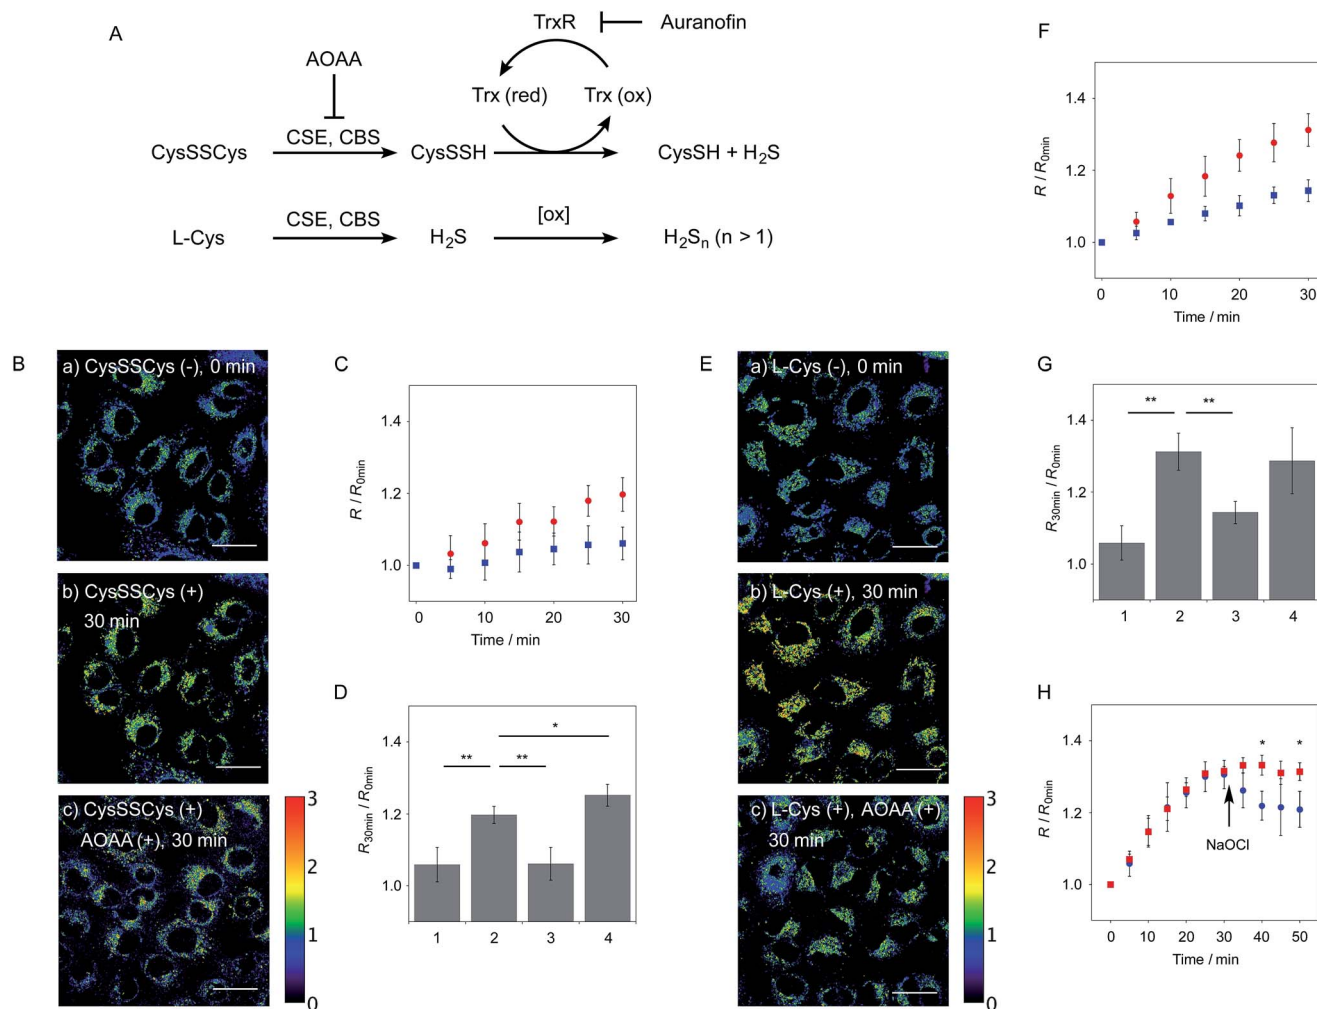 A
TrxR
Auranofin
AOAA
Trx (red)
Trx (ox)
CysSSCys
CSE, CBS
CysSSH
CysSH + H₂S
L-Cys
CSE, CBS
H₂S
[ox]
H₂Sₙ (n > 1)
B
a) CysSSCys (-), 0 min
b) CysSSCys (+)
30 min
c) CysSSCys (+)
AOAA (+), 30 min
3
2
1
0
C
R / R0min
1.4
1.2
1.0
0
10
20
30
Time / min
D
R30min / R0min
1.4
1.2
1.0
**
**
*
1
2
3
4
E
a) L-Cys (-), 0 min
b) L-Cys (+), 30 min
c) L-Cys (+), AOAA (+)
30 min
3
2
1
0
F
R / R0min
1.4
1.2
1.0
0
10
20
30
Time / min
G
R30min / R0min
1.4
1.2
1.0
**
**
1
2
3
4
H
R / R0min
1.4
1.2
1.0
*
*
NaOCl
0
10
20
30
40
50
Time / min